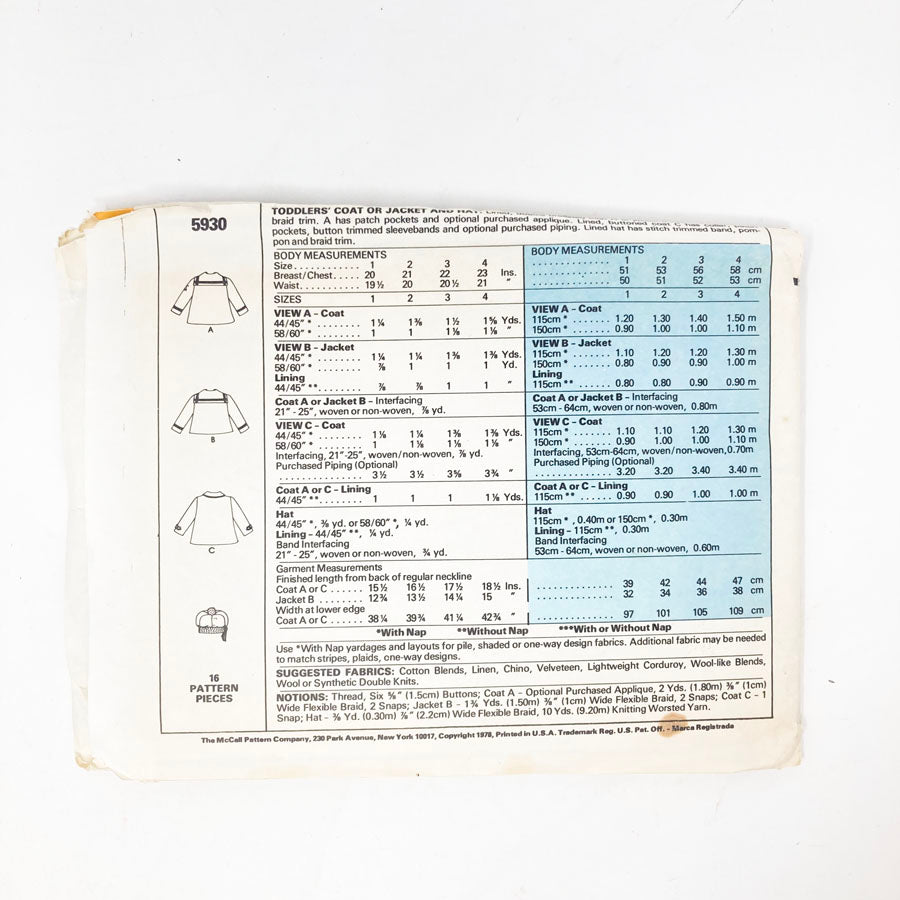 5930
TODDLERS' COAT OR JACKET AND HAT: Lined,
braid trim. A has patch pockets and optional purchased applique. Lined, buttoned coat C has collar,
pockets, button trimmed sleevebands and optional purchased piping. Lined hat has stitch trimmed band, pom-
pon and braid trim.
BODY MEASUREMENTS BODY MEASUREMENTS
Size............ 1 2 3 4 .............. 1 2 3 4
Breast/Chest..... 20 21 22 23 Ins. .............. 51 53 56 58 cm
Waist........... 19½ 20 20½ 21 " .............. 50 51 52 53 cm
SIZES 1 2 3 4 1 2 3 4
VIEW A - Coat VIEW A - Coat
44/45" * ........ 1¼ 1⅜ 1½ 1⅝ Yds. 115cm * ....... 1.20 1.30 1.40 1.50 m
58/60" * ........ 1 1 1⅛ 1⅛ " 150cm * ....... 0.90 1.00 1.00 1.10 m
VIEW B - Jacket VIEW B - Jacket
44/45" * ........ 1¼ 1¼ 1⅜ 1⅜ Yds. 115cm * ....... 1.10 1.20 1.20 1.30 m
58/60" * ........ ⅞ 1 1 1 Yd. 150cm * ....... 0.80 0.90 0.90 1.00 m
Lining Lining
44/45" **........ ⅞ ⅞ 1 1 " 115cm ** ...... 0.80 0.80 0.90 0.90 m
Coat A or Jacket B - Interfacing Coat A or Jacket B - Interfacing
21" - 25", woven or non-woven, ⅞ yd. 53cm - 64cm, woven or non-woven, 0.80m
VIEW C - Coat VIEW C - Coat
44/45" * ........ 1⅛ 1¼ 1⅜ 1⅜ Yds. 115cm * ....... 1.10 1.10 1.20 1.30 m
58/60" * ........ 1 1⅛ 1⅛ 1⅛ " 150cm * ....... 0.90 1.00 1.00 1.10 m
Interfacing, 21"-25", woven/non-woven, ⅞ yd. Interfacing, 53cm-64cm, woven/non-woven, 0.70m
Purchased Piping (Optional) Purchased Piping (Optional)
................ 3½ 3½ 3⅝ 3¾ " .............. 3.20 3.20 3.40 3.40 m
Coat A or C - Lining Coat A or C - Lining
44/45" **........ 1 1 1 1⅛ Yds. 115cm ** ...... 0.90 0.90 1.00 1.00 m
Hat Hat
44/45" *, ⅜ yd. or 58/60" *, ¼ yd. 115cm * , 0.40m or 150cm *, 0.30m
Lining - 44/45" **, ¼ yd. Lining - 115cm **, 0.30m
Band Interfacing Band Interfacing
21" - 25", woven or non-woven, ¾ yd. 53cm - 64cm, woven or non-woven, 0.60m
Garment Measurements
Finished length from back of regular neckline
Coat A or C ..... 15½ 16½ 17½ 18½ Ins. .............. 39 42 44 47 cm
Jacket B ........ 12¾ 13½ 14¼ 15 " .............. 32 34 36 38 cm
Width at lower edge
Coat A or C ..... 38¼ 39¾ 41¼ 42¾ " .............. 97 101 105 109 cm
*With Nap **Without Nap ***With or Without Nap
Use *With Nap yardages and layouts for pile, shaded or one-way design fabrics. Additional fabric may be needed
to match stripes, plaids, one-way designs.
SUGGESTED FABRICS: Cotton Blends, Linen, Chino, Velveteen, Lightweight Corduroy, Wool-like Blends,
Wool or Synthetic Double Knits.
NOTIONS: Thread, Six ⅝" (1.5cm) Buttons; Coat A - Optional Purchased Applique, 2 Yds. (1.80m) ⅜" (1cm)
Wide Flexible Braid, 2 Snaps; Jacket B - 1¾ Yds. (1.50m) ⅜" (1cm) Wide Flexible Braid, 2 Snaps; Coat C - 1
Snap; Hat - ⅜ Yd. (0.30m) ⅞" (2.2cm) Wide Flexible Braid, 10 Yds. (9.20m) Knitting Worsted Yarn.
A
B
C
16
PATTERN
PIECES
The McCall Pattern Company, 230 Park Avenue, New York 10017, Copyright 1978, Printed in U.S.A. Trademark Reg. U.S. Pat. Off. - Marca Registrada